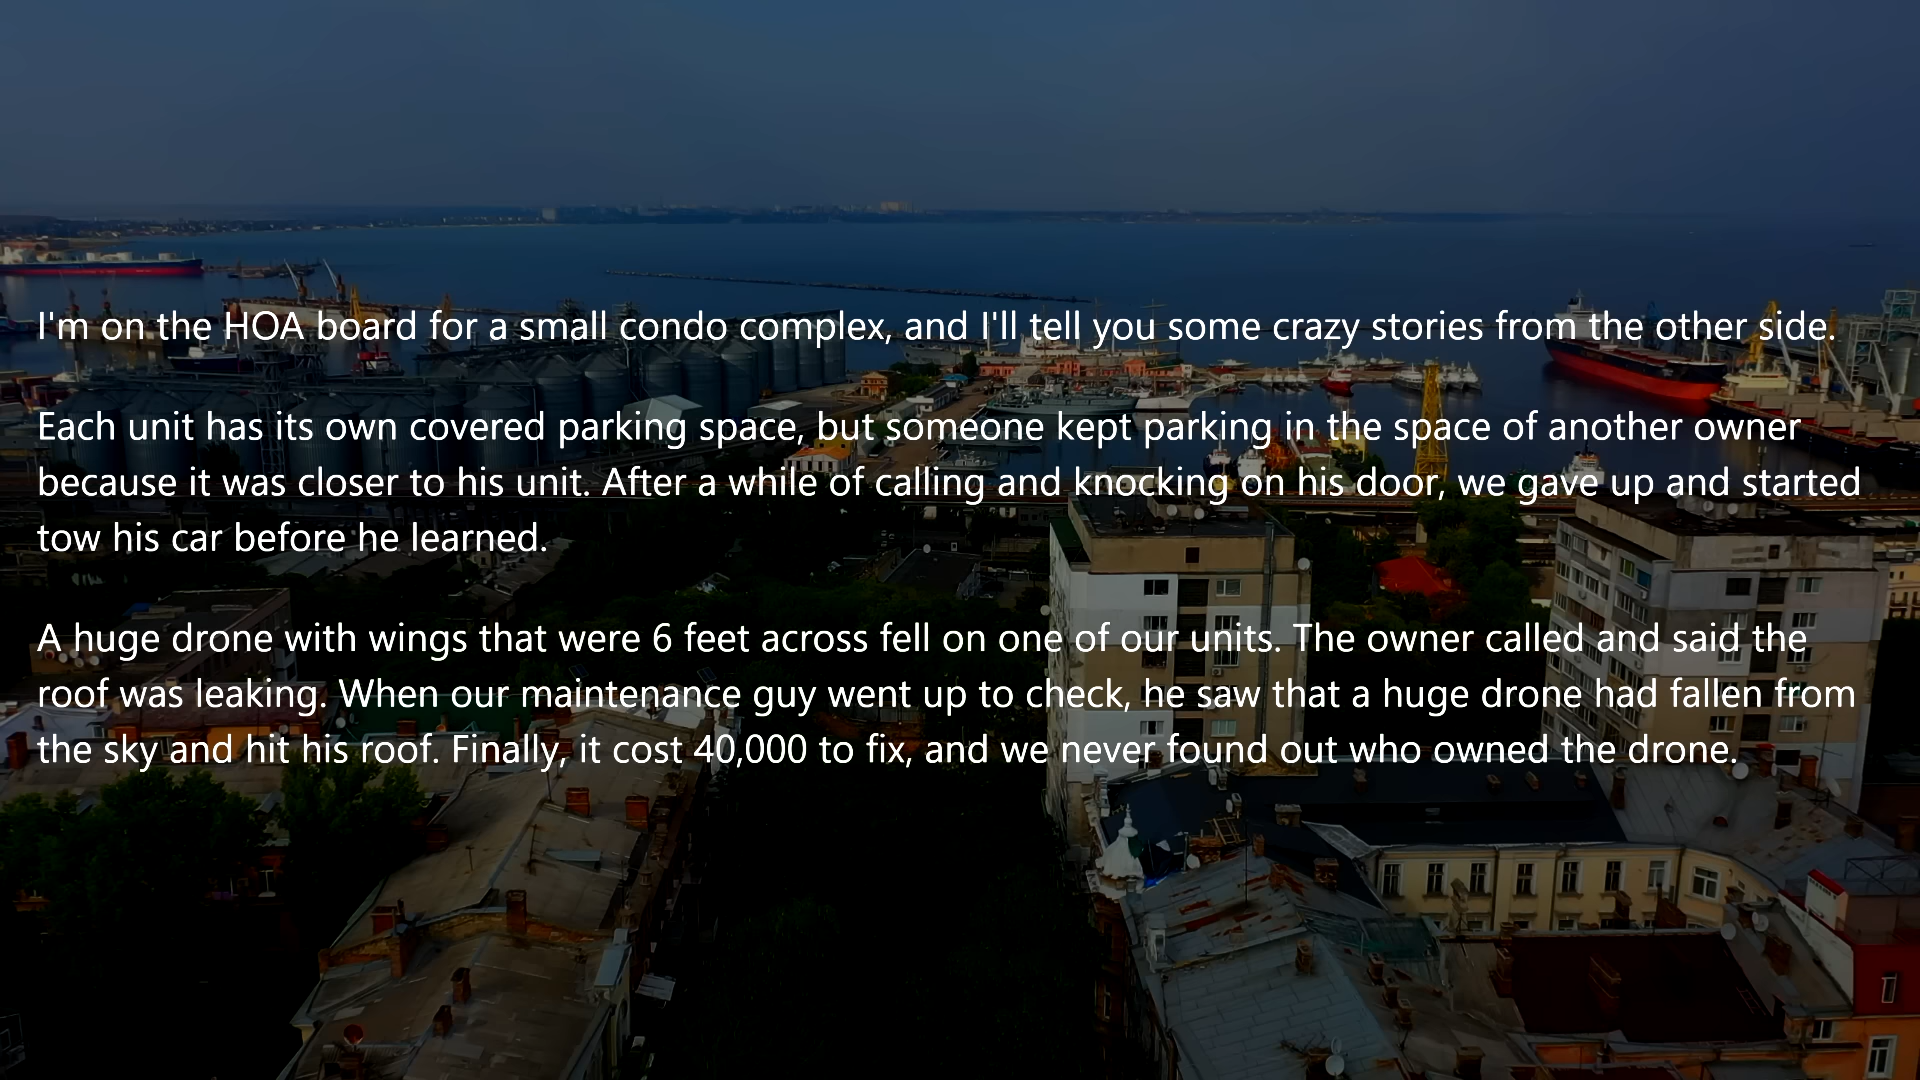 I'm on the HOA board for a small condo complex, and I'll tell you some crazy stories from the other side.
Each unit has its own covered parking space, but someone kept parking in the space of another owner
because it was closer to his unit. After a while of calling and knocking on his door, we gave up and started
tow his car before he learned.
A huge drone with wings that were 6 feet across fell on one of our units. The owner called and said the
roof was leaking. When our maintenance guy went up to check, he saw that a huge drone had fallen from
the sky and hit his roof. Finally, it cost 40,000 to fix, and we never found out who owned the drone.